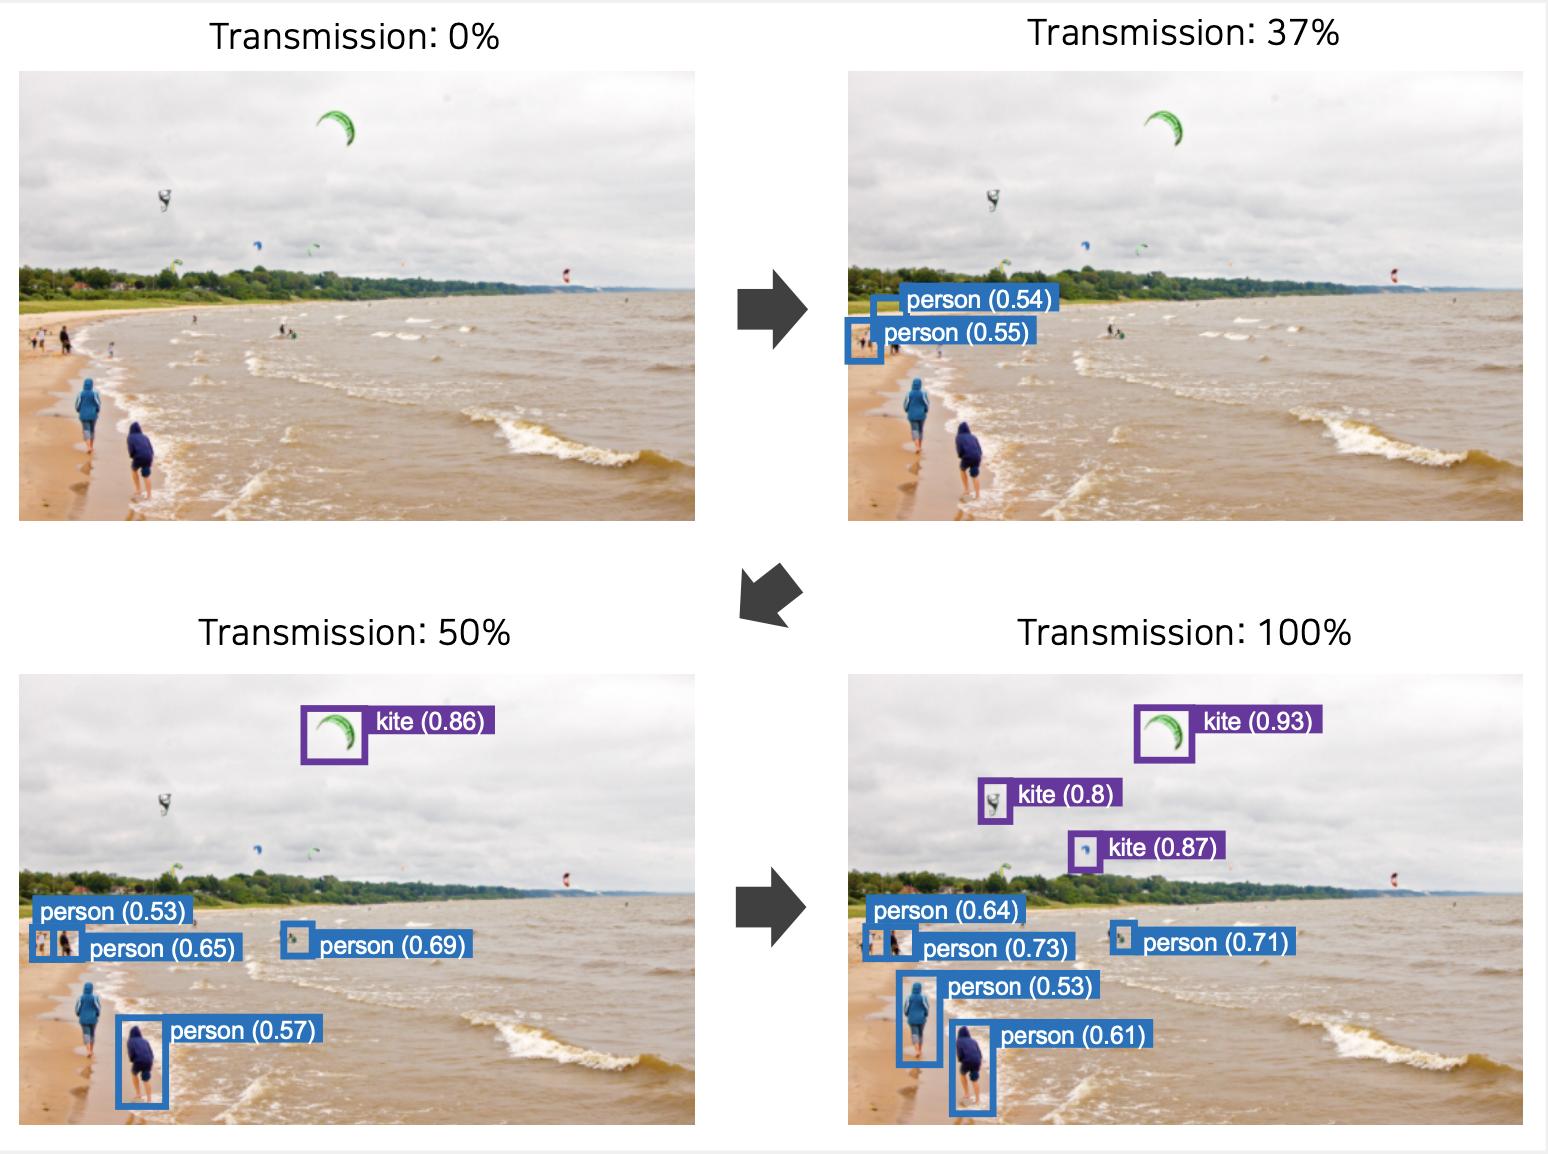 Transmission: 0%
Transmission: 37%
person (0.54)
person (0.55)
Transmission: 50%
Transmission: 100%
kite (0.86)
person (0.53)
person (0.65)
person (0.69)
person (0.57)
kite (0.93)
kite (0.8)
kite (0.87)
person (0.64)
person (0.73)
person (0.71)
person (0.53)
person (0.61)